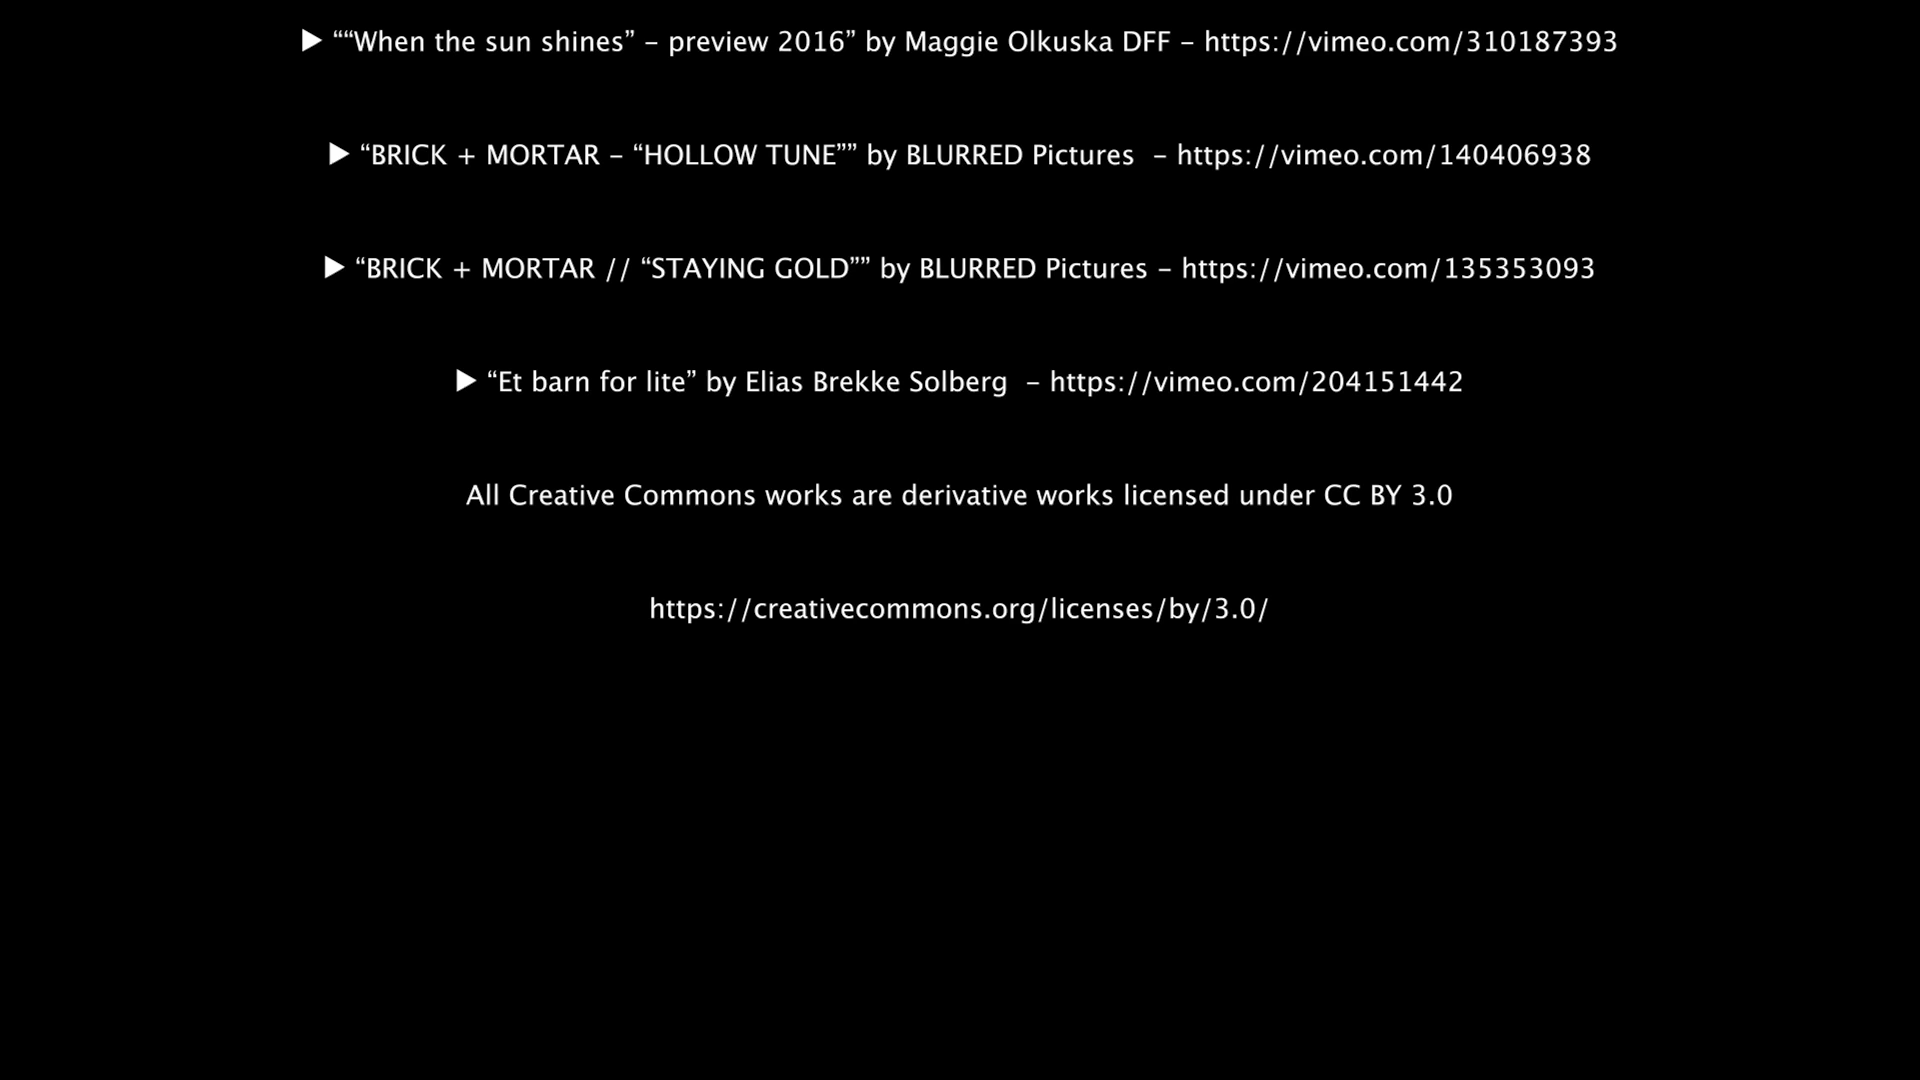 ▶ ““When the sun shines” – preview 2016” by Maggie Olkuska DFF – https://vimeo.com/310187393
▶ “BRICK + MORTAR – “HOLLOW TUNE”” by BLURRED Pictures  – https://vimeo.com/140406938
▶ “BRICK + MORTAR // “STAYING GOLD”” by BLURRED Pictures – https://vimeo.com/135353093
▶ “Et barn for lite” by Elias Brekke Solberg  – https://vimeo.com/204151442
All Creative Commons works are derivative works licensed under CC BY 3.0
https://creativecommons.org/licenses/by/3.0/